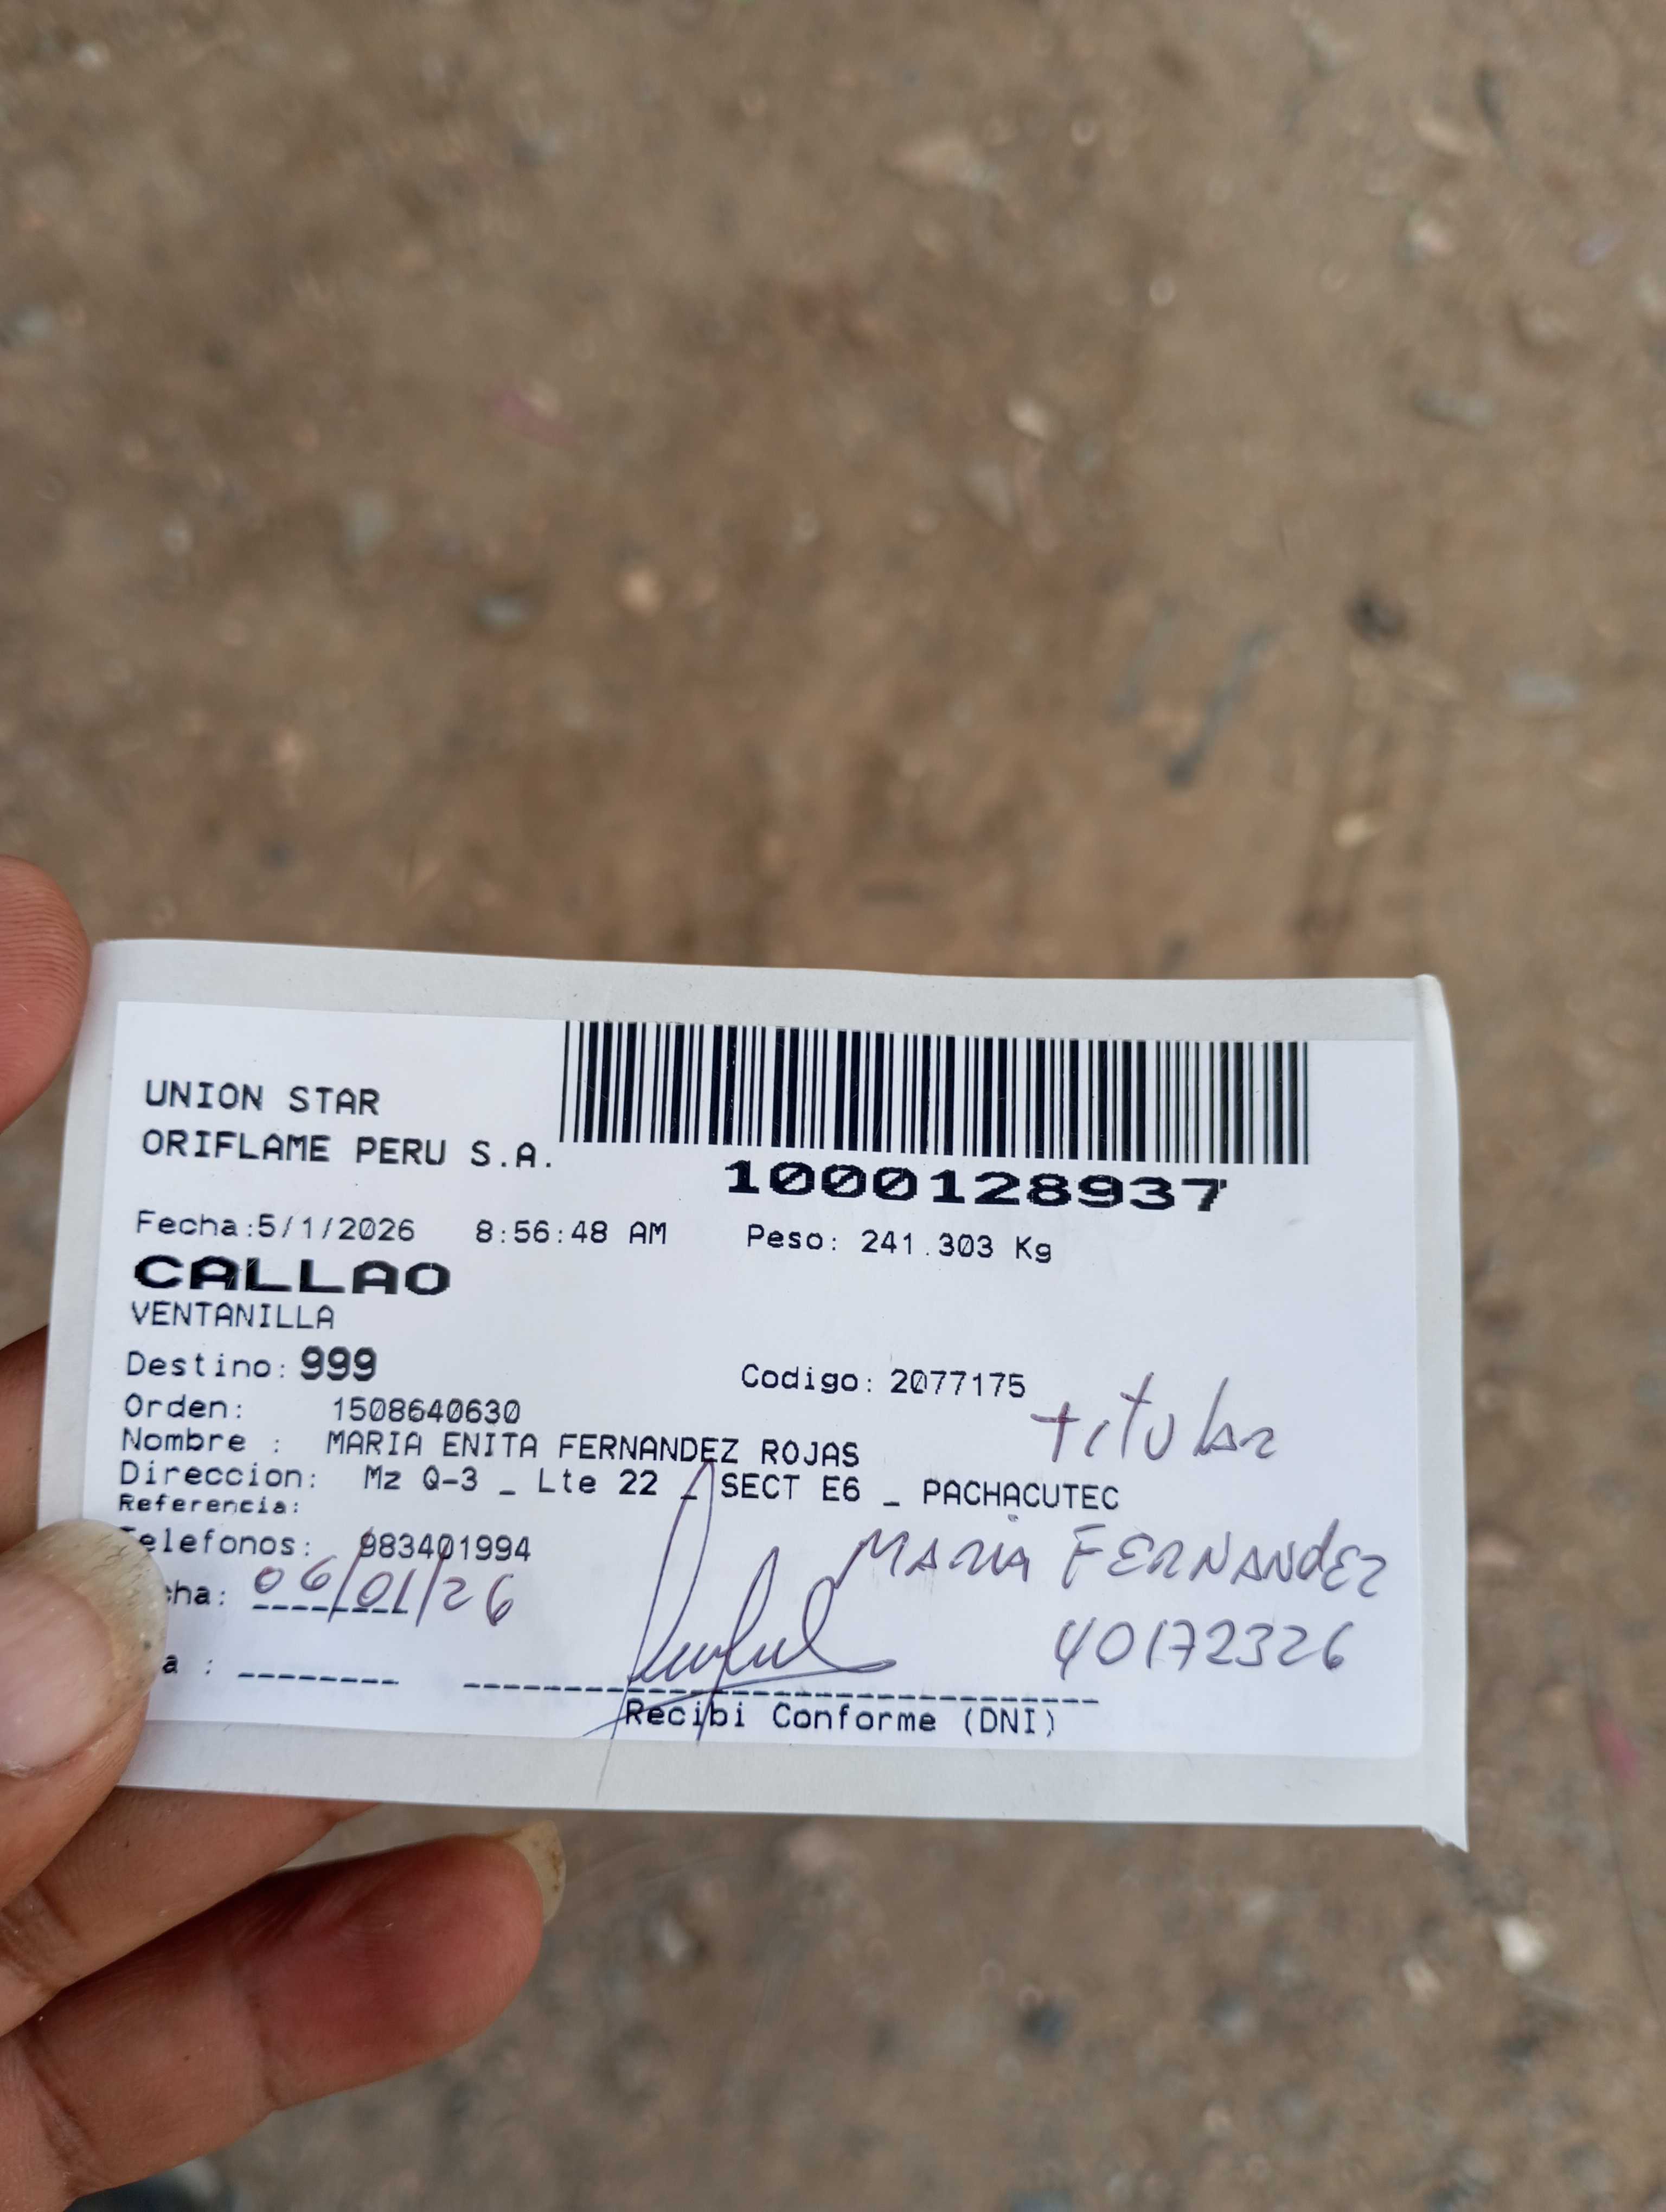 UNION STAR
ORIFLAME PERU S.A.
1000128937
Fecha:5/1/2026 8:56:48 AM Peso: 241.303 Kg
CALLAO
VENTANILLA
Destino: 999 Codigo: 2077175
titular
Orden: 1508640630
Nombre : MARIA ENITA FERNANDEZ ROJAS
Direccion: Mz Q-3 _ Lte 22 _ SECT E6 _ PACHACUTEC
Referencia:
Telefonos: 983401994
MARIA FERNANDEZ
cha: 06/01/26
40172326
a :
Recibi Conforme (DNI)